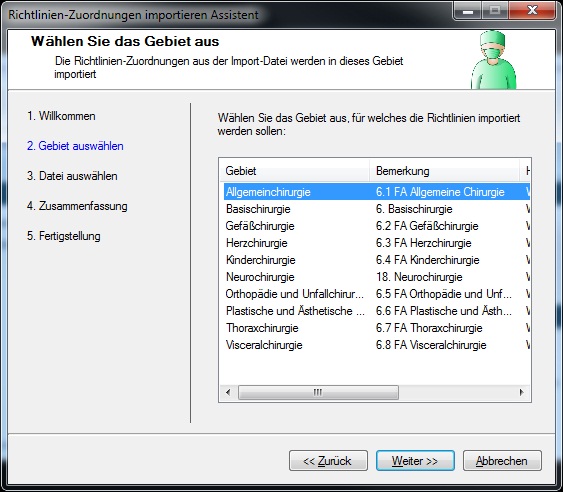 Richtlinien-Zuordnungen importieren Assistent
Wählen Sie das Gebiet aus
Die Richtlinien-Zuordnungen aus der Import-Datei werden in dieses Gebiet
importiert
1. Willkommen
2. Gebiet auswählen
3. Datei auswählen
4. Zusammenfassung
5. Fertigstellung
Wählen Sie das Gebiet aus, für welches die Richtlinien importiert
werden sollen:
Gebiet Bemerkung
Allgemeinchirurgie 6.1 FA Allgemeine Chirurgie
Basischirurgie 6. Basischirurgie
Gefäßchirurgie 6.2 FA Gefäßchirurgie
Herzchirurgie 6.3 FA Herzchirurgie
Kinderchirurgie 6.4 FA Kinderchirurgie
Neurochirurgie 18. Neurochirurgie
Orthopädie und Unfallchirur... 6.5 FA Orthopädie und Unf...
Plastische und Ästhetische ... 6.6 FA Plastische und Ästh...
Thoraxchirurgie 6.7 FA Thoraxchirurgie
Visceralchirurgie 6.8 FA Visceralchirurgie
<< Zurück Weiter >> Abbrechen